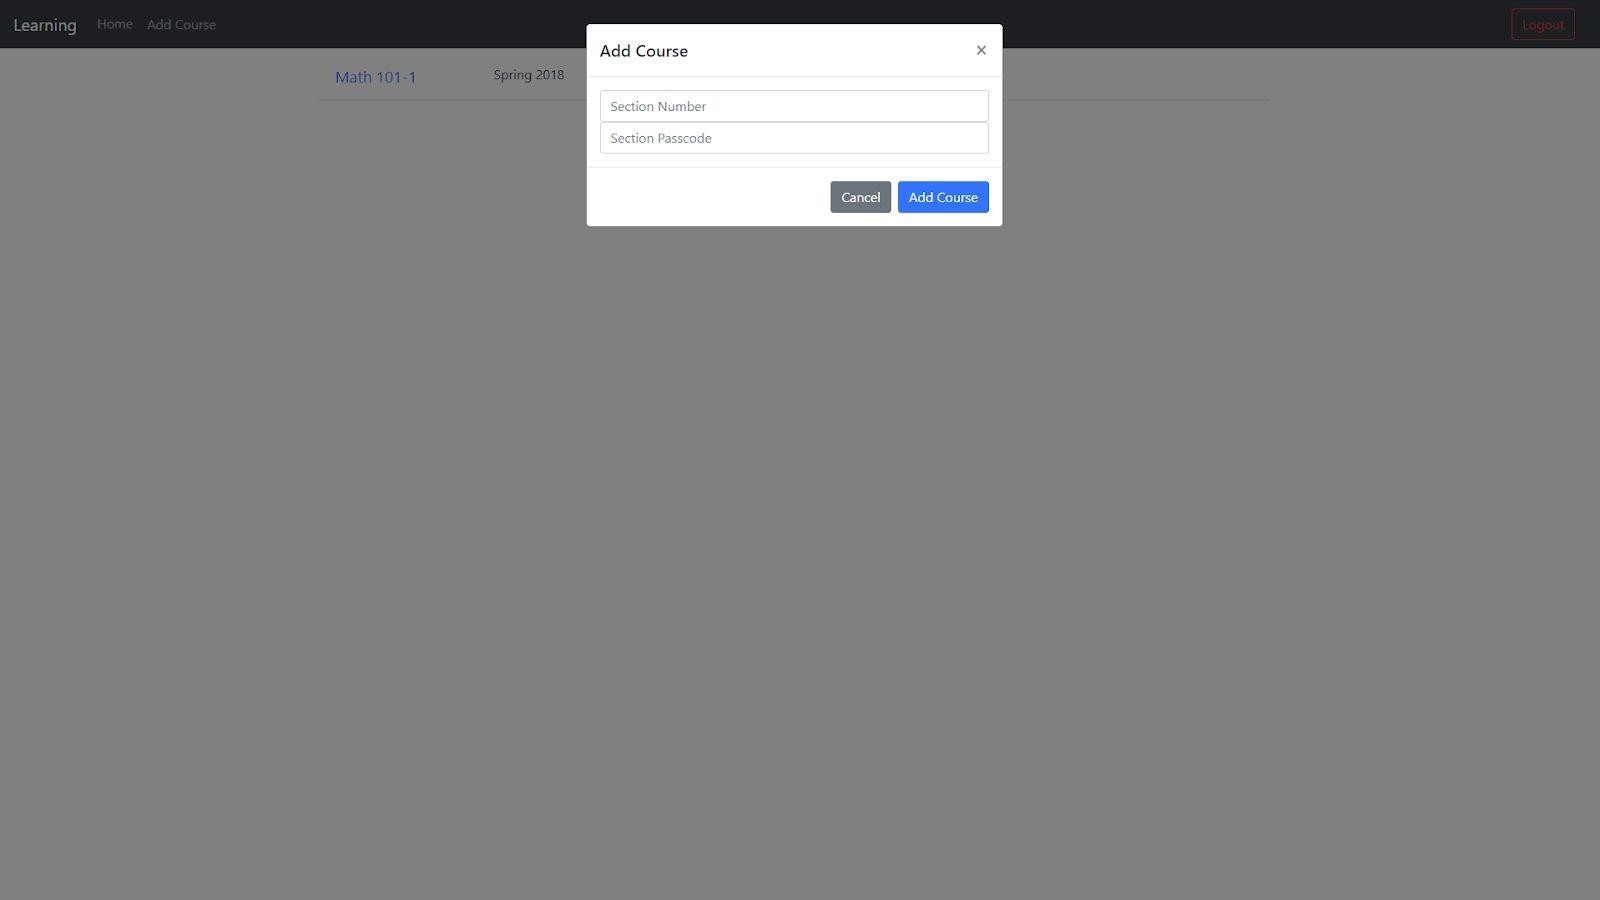 Learning Home Add Course Logout
Math 101-1 Spring 2018
Add Course ×
Section Number
Section Passcode
Cancel Add Course